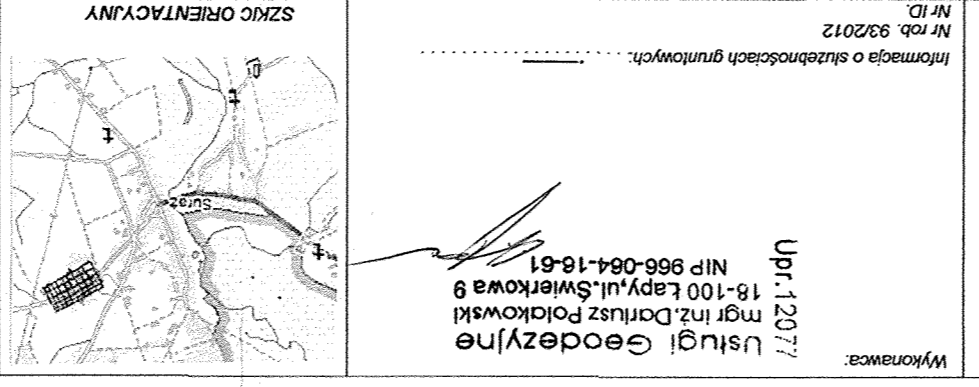 Wykonawca:
Usługi Geodezyjne
mgr inż. Dariusz Polakowski
18-100 Łapy, ul. Świerkowa 9
NIP 966-064-16-61
Upr. 12077
Informacja o służebnościach gruntowych:
Nr rob. 93/2012
Nr ID.
Suraż
SZKIC ORIENTACYJNY